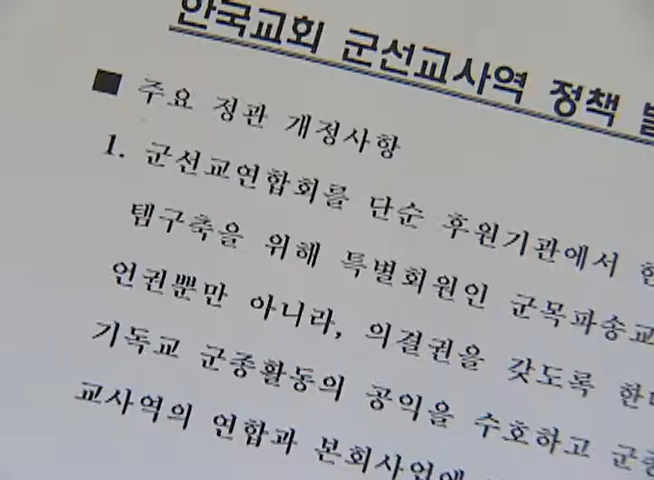 한국교회 군선교사역 정책
■ 주요 정관 개정사항
1. 군선교연합회를 단순 후원기관에서
템구축을 위해 특별회원인 군목파송교
언권뿐만 아니라, 의결권을 갖도록
기독교 군종활동의 공익을 수호하고
교사역의 연합과 본회사업에